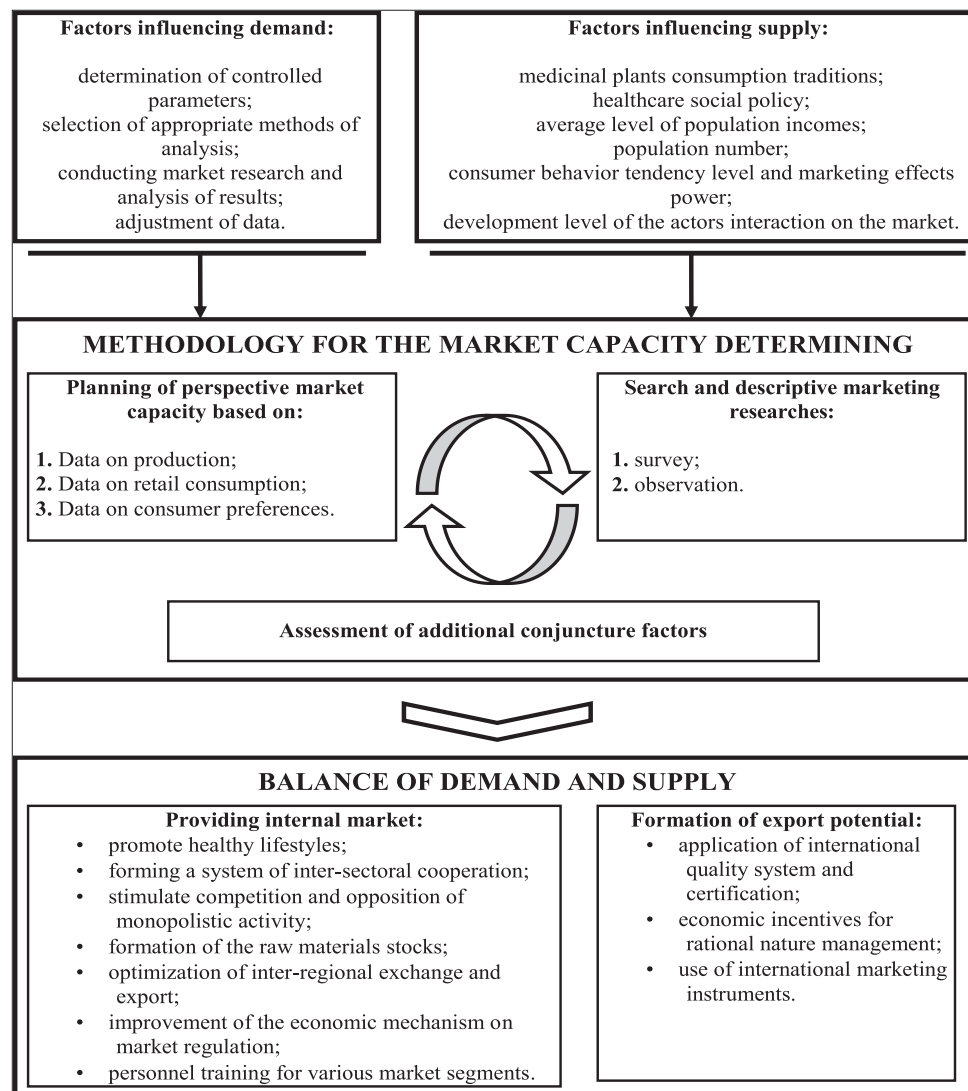 Factors influencing demand:
determination of controlled
parameters;
selection of appropriate methods of
analysis;
conducting market research and
analysis of results;
adjustment of data.
Factors influencing supply:
medicinal plants consumption traditions;
healthcare social policy;
average level of population incomes;
population number;
consumer behavior tendency level and marketing effects
power;
development level of the actors interaction on the market.
METHODOLOGY FOR THE MARKET CAPACITY DETERMINING
Planning of perspective market
capacity based on:
1. Data on production;
2. Data on retail consumption;
3. Data on consumer preferences.
Search and descriptive marketing
researches:
1. survey;
2. observation.
Assessment of additional conjuncture factors
BALANCE OF DEMAND AND SUPPLY
Providing internal market:
• promote healthy lifestyles;
• forming a system of inter-sectoral cooperation;
• stimulate competition and opposition of
monopolistic activity;
• formation of the raw materials stocks;
• optimization of inter-regional exchange and
export;
• improvement of the economic mechanism on
market regulation;
• personnel training for various market segments.
Formation of export potential:
• application of international
quality system and
certification;
• economic incentives for
rational nature management;
• use of international marketing
instruments.